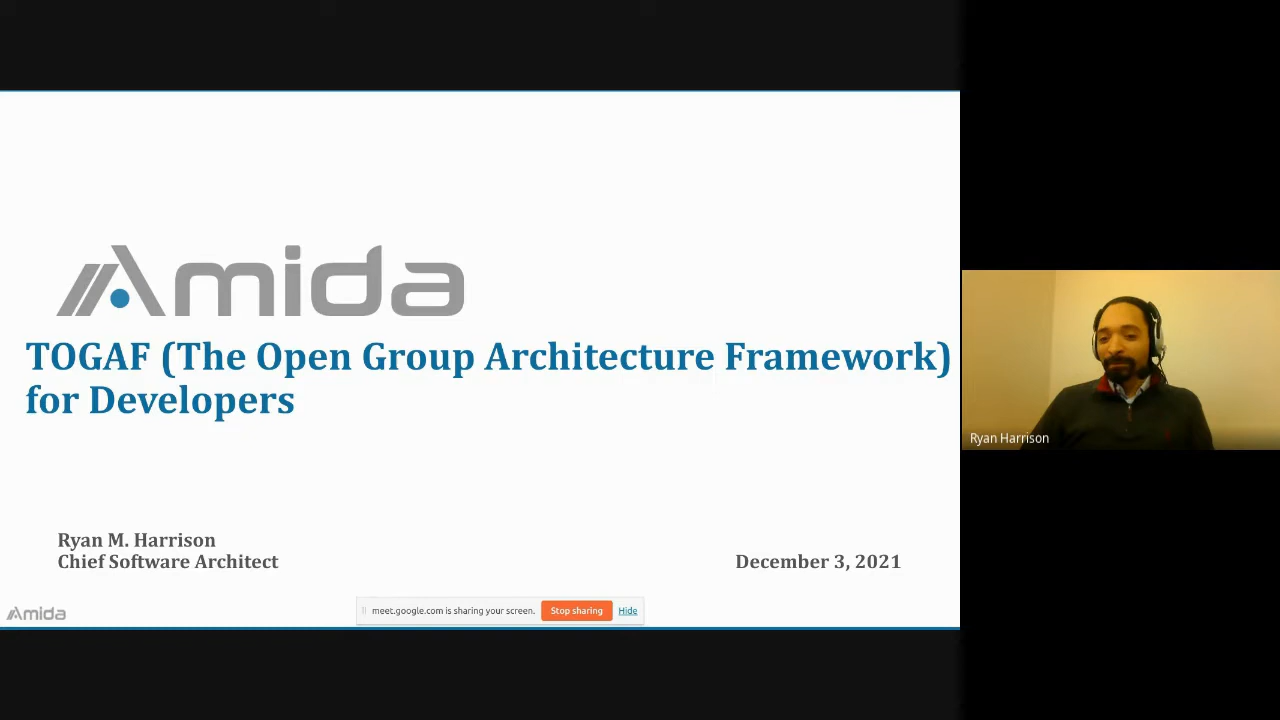 Amida
TOGAF (The Open Group Architecture Framework)
for Developers
Ryan M. Harrison
Chief Software Architect
December 3, 2021
Amida
meet.google.com is sharing your screen.
Stop sharing
Hide
Ryan Harrison